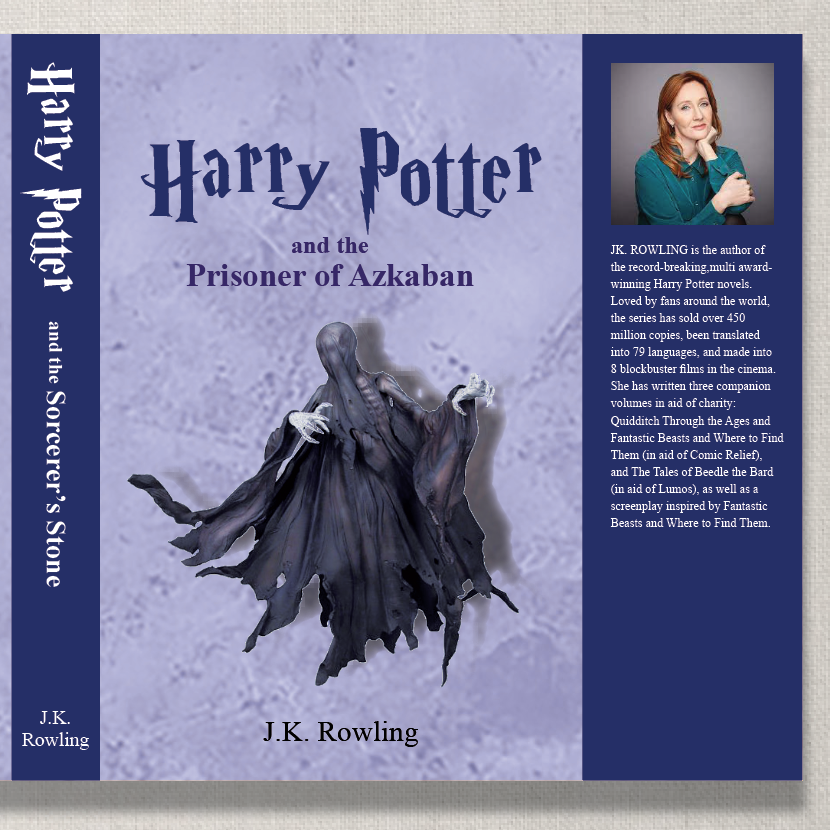 Harry Potter
and the Sorcerer's Stone
J.K.
Rowling
Harry Potter
and the
Prisoner of Azkaban
J.K. Rowling
JK. ROWLING is the author of
the record-breaking,multi award-
winning Harry Potter novels.
Loved by fans around the world,
the series has sold over 450
million copies, been translated
into 79 languages, and made into
8 blockbuster films in the cinema.
She has written three companion
volumes in aid of charity:
Quidditch Through the Ages and
Fantastic Beasts and Where to Find
Them (in aid of Comic Relief),
and The Tales of Beedle the Bard
(in aid of Lumos), as well as a
screenplay inspired by Fantastic
Beasts and Where to Find Them.